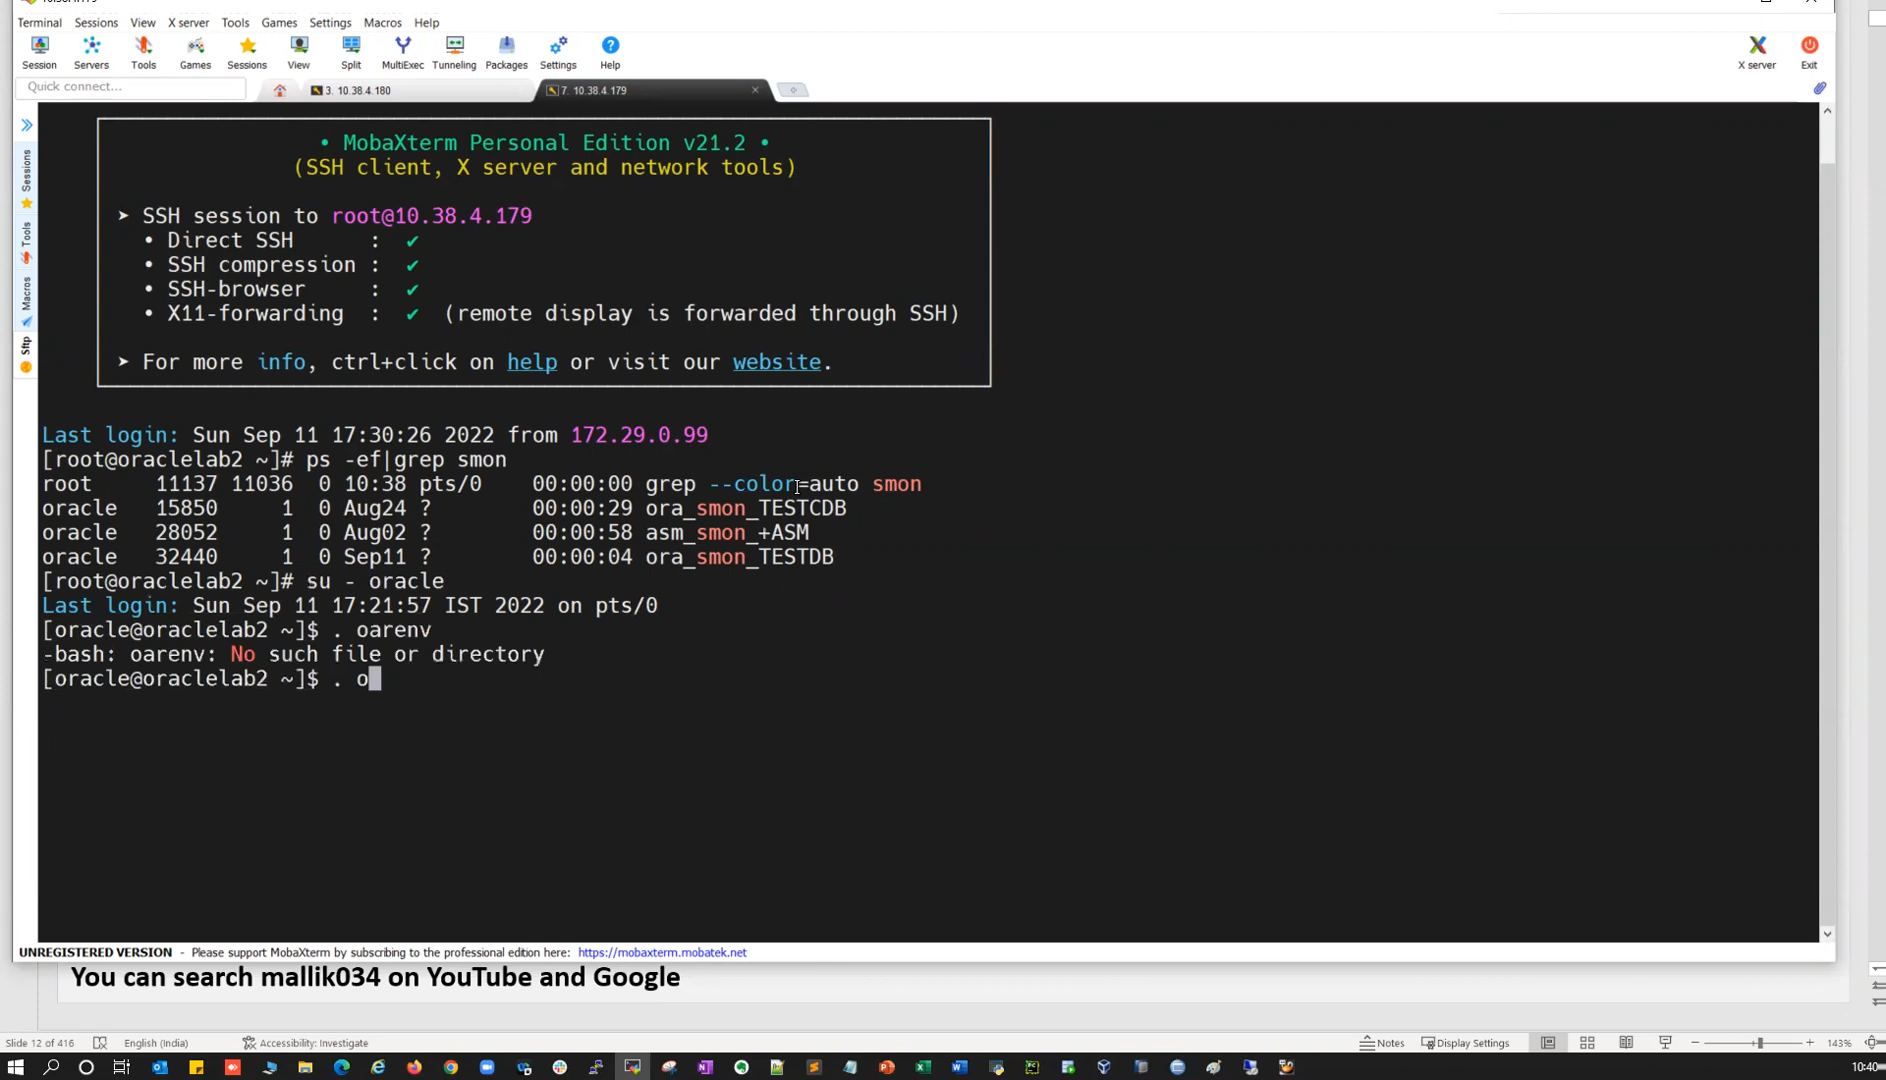 Terminal Sessions View X server Tools Games Settings Macros Help
Session Servers Tools Games Sessions View Split MultiExec Tunneling Packages Settings Help X server Exit
Quick connect... 3. 10.38.4.180 7. 10.38.4.179
Sessions
Tools
Macros
Sftp
• MobaXterm Personal Edition v21.2 •
(SSH client, X server and network tools)
➤ SSH session to root@10.38.4.179
• Direct SSH : ✔
• SSH compression : ✔
• SSH-browser : ✔
• X11-forwarding : ✔ (remote display is forwarded through SSH)
➤ For more info, ctrl+click on help or visit our website.
Last login: Sun Sep 11 17:30:26 2022 from 172.29.0.99
[root@oraclelab2 ~]# ps -ef|grep smon
root 11137 11036 0 10:38 pts/0 00:00:00 grep --color=auto smon
oracle 15850 1 0 Aug24 ? 00:00:29 ora_smon_TESTCDB
oracle 28052 1 0 Aug02 ? 00:00:58 asm_smon_+ASM
oracle 32440 1 0 Sep11 ? 00:00:04 ora_smon_TESTDB
[root@oraclelab2 ~]# su - oracle
Last login: Sun Sep 11 17:21:57 IST 2022 on pts/0
[oracle@oraclelab2 ~]$ . oarenv
-bash: oarenv: No such file or directory
[oracle@oraclelab2 ~]$ . o
UNREGISTERED VERSION - Please support MobaXterm by subscribing to the professional edition here: https://mobaxterm.mobatek.net
You can search mallik034 on YouTube and Google
Slide 12 of 416 English (India) Accessibility: Investigate Notes Display Settings 143%
10:40